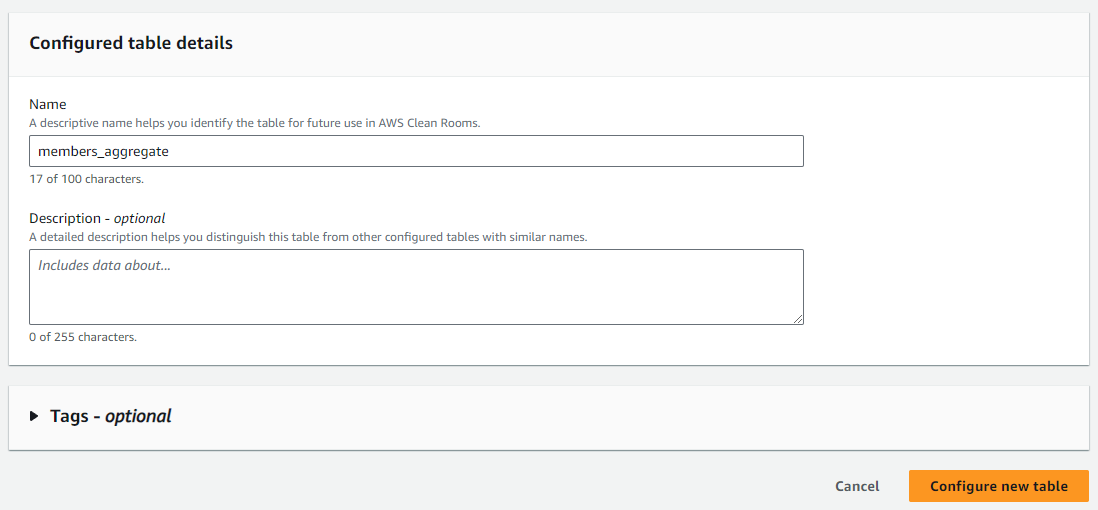 Configured table details
Name
A descriptive name helps you identify the table for future use in AWS Clean Rooms.
members_aggregate
17 of 100 characters.
Description - optional
A detailed description helps you distinguish this table from other configured tables with similar names.
Includes data about...
0 of 255 characters.
Tags - optional
Cancel
Configure new table